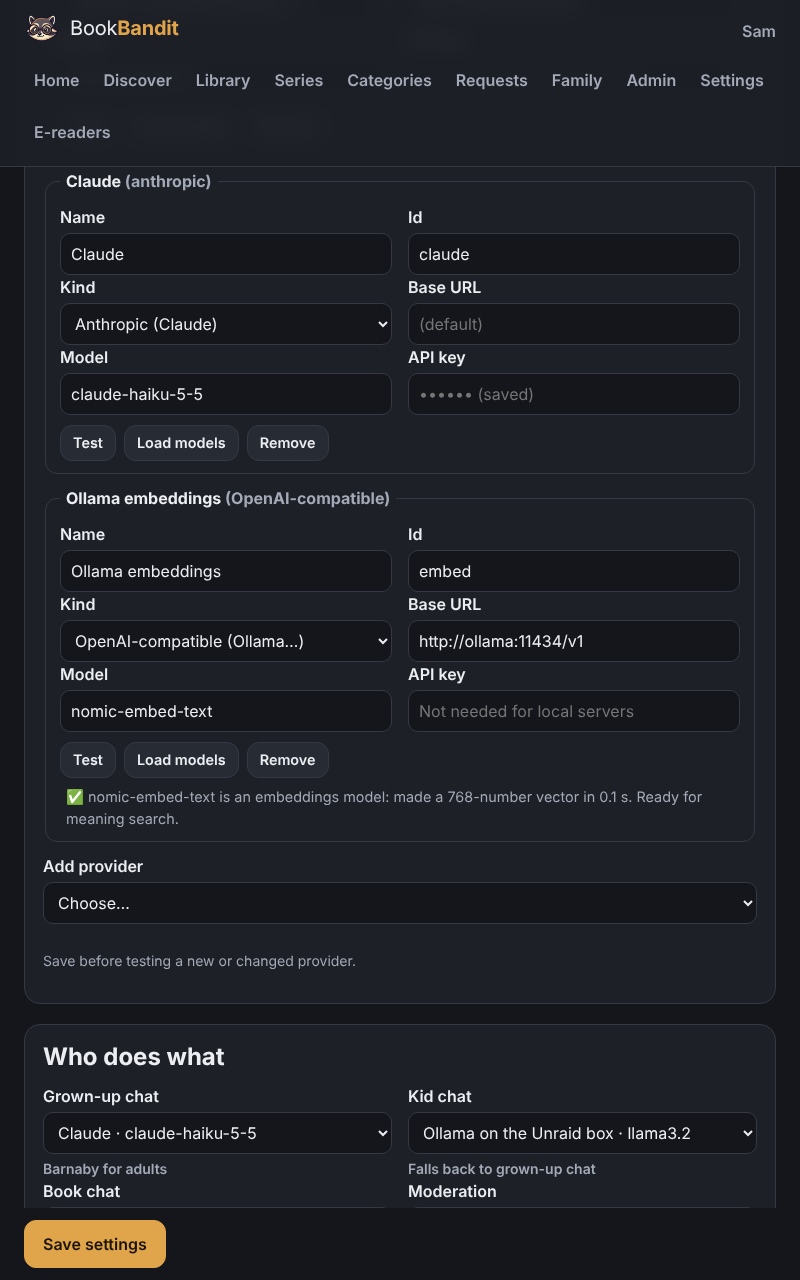 BookBandit
Sam
Home Discover Library Series Categories Requests Family Admin Settings
E-readers
Claude (anthropic)
Name Id
Claude claude
Kind Base URL
Anthropic (Claude) (default)
Model API key
claude-haiku-5-5 •••••• (saved)
Test Load models Remove
Ollama embeddings (OpenAI-compatible)
Name Id
Ollama embeddings embed
Kind Base URL
OpenAI-compatible (Ollama...) http://ollama:11434/v1
Model API key
nomic-embed-text Not needed for local servers
Test Load models Remove
✅ nomic-embed-text is an embeddings model: made a 768-number vector in 0.1 s. Ready for
meaning search.
Add provider
Choose...
Save before testing a new or changed provider.
Who does what
Grown-up chat Kid chat
Claude · claude-haiku-5-5 Ollama on the Unraid box · llama3.2
Barnaby for adults Falls back to grown-up chat
Book chat Moderation
Save settings